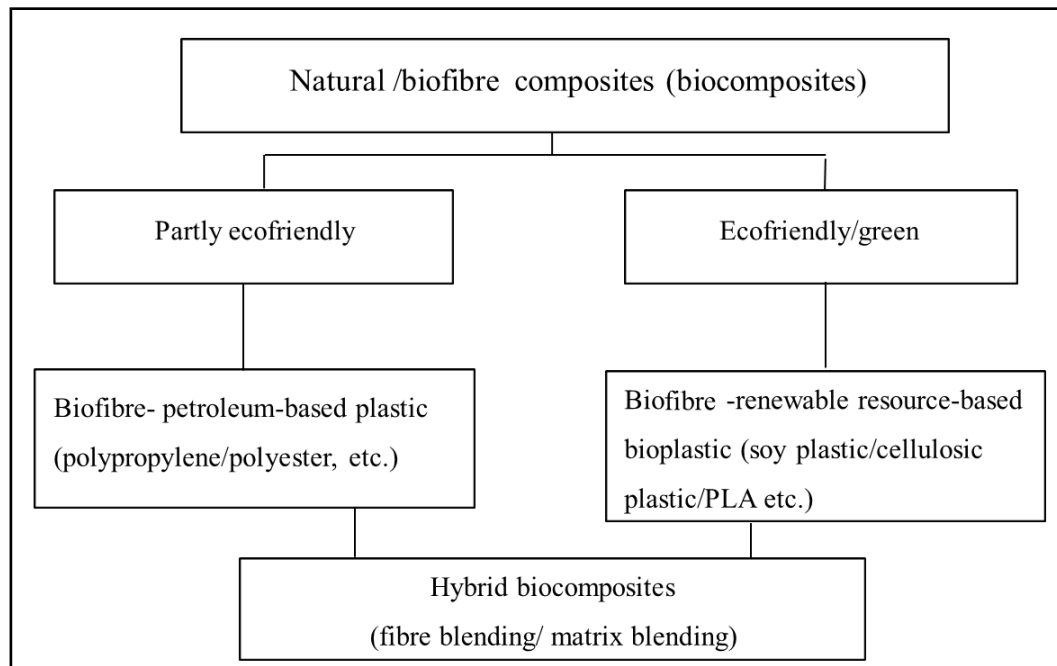 Natural /biofibre composites (biocomposites)
Partly ecofriendly
Ecofriendly/green
Biofibre- petroleum-based plastic
(polypropylene/polyester, etc.)
Biofibre -renewable resource-based
bioplastic (soy plastic/cellulosic
plastic/PLA etc.)
Hybrid biocomposites
(fibre blending/ matrix blending)